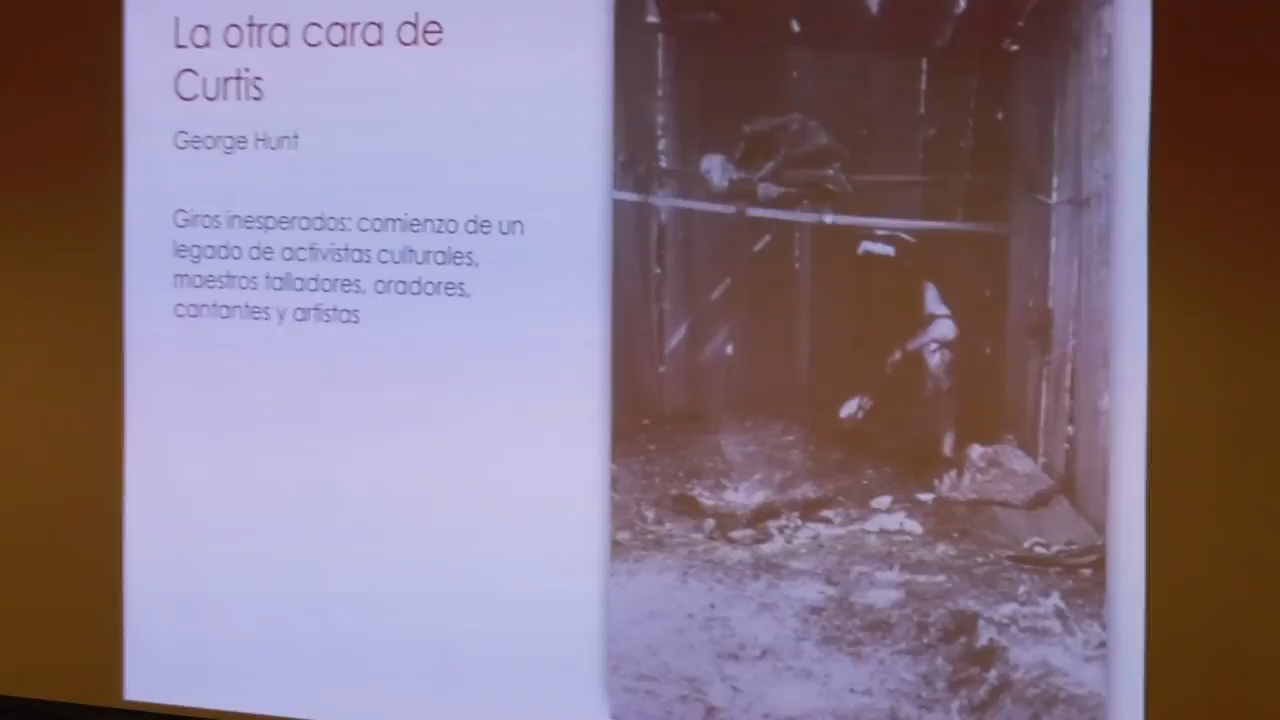 La otra cara de
Curtis
George Hunt
Giros inesperados: comienzo de un
legado de activistas culturales,
maestros talladores, oradores,
cantantes y artistas